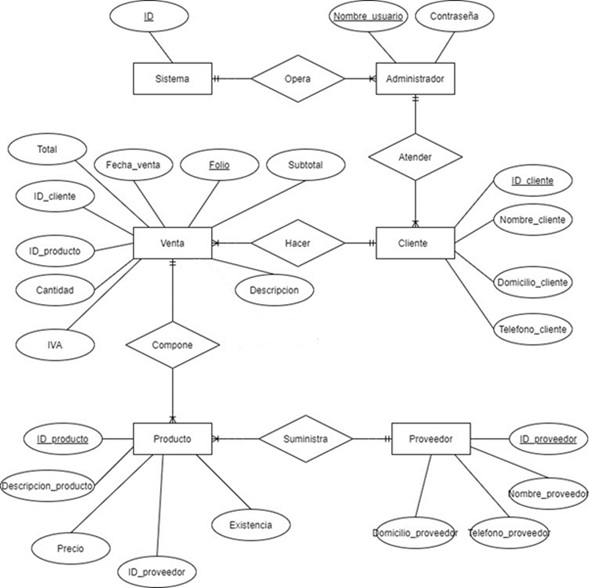 ID
Nombre_usuario
Contraseña
Sistema
Opera
Administrador
Total
Fecha_venta
Folio
Subtotal
Atender
ID_cliente
ID_cliente
Nombre_cliente
ID_producto
Venta
Hacer
Cliente
Cantidad
Descripcion
Domicilio_cliente
IVA
Compone
Telefono_cliente
ID_producto
Producto
Suministra
Proveedor
ID_proveedor
Descripcion_producto
Nombre_proveedor
Precio
Existencia
Domicilio_proveedor
Telefono_proveedor
ID_proveedor